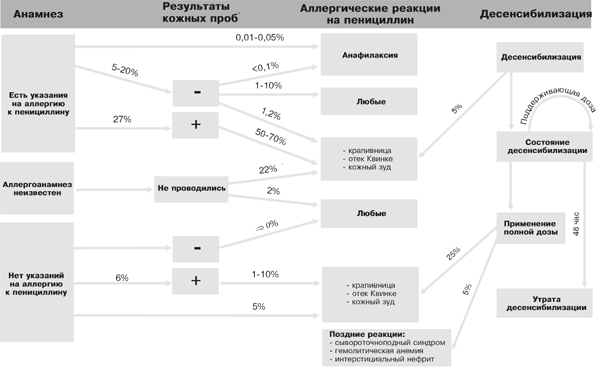 Анамнез
Результаты
кожных проб*
Аллергические реакции
на пенициллин
Десенсибилизация
0,01-0,05%
Есть указания
на аллергию
к пенициллину
5-20%
27%
-
+
<0,1%
1-10%
1,2%
50-70%
Анафилаксия
Любые
- крапивница
- отек Квинке
- кожный зуд
Аллергоанамнез
неизвестен
Не проводились
22%
2%
Любые
Нет указаний
на аллергию
к пенициллину
6%
5%
-
+
⇒0%
1-10%
- крапивница
- отек Квинке
- кожный зуд
Поздние реакции:
- сывороточноподный синдром
- гемолитическая анемия
- интерстициальный нефрит
Десенсибилизация
5%
Поддерживающая доза
Состояние
десенсибилизации
Применение
полной дозы
48 час
25%
5%
Утрата
десенсибилизации